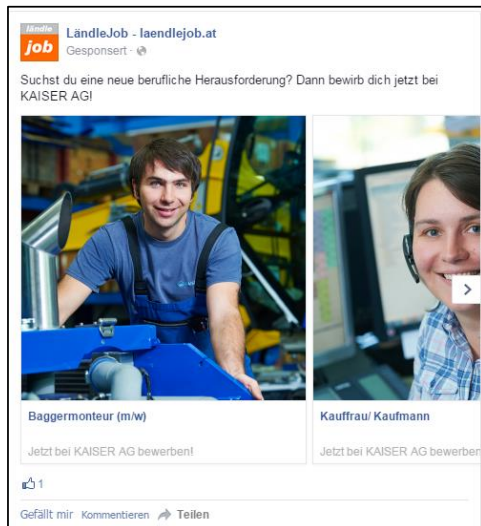 ländle
job
LändleJob - laendlejob.at
Gesponsert ·
Suchst du eine neue berufliche Herausforderung? Dann bewirb dich jetzt bei
KAISER AG!
Baggermonteur (m/w)
Kauffrau/ Kaufmann
Jetzt bei KAISER AG bewerben!
Jetzt bei KAISER AG bewerben
1
Gefällt mir Kommentieren Teilen